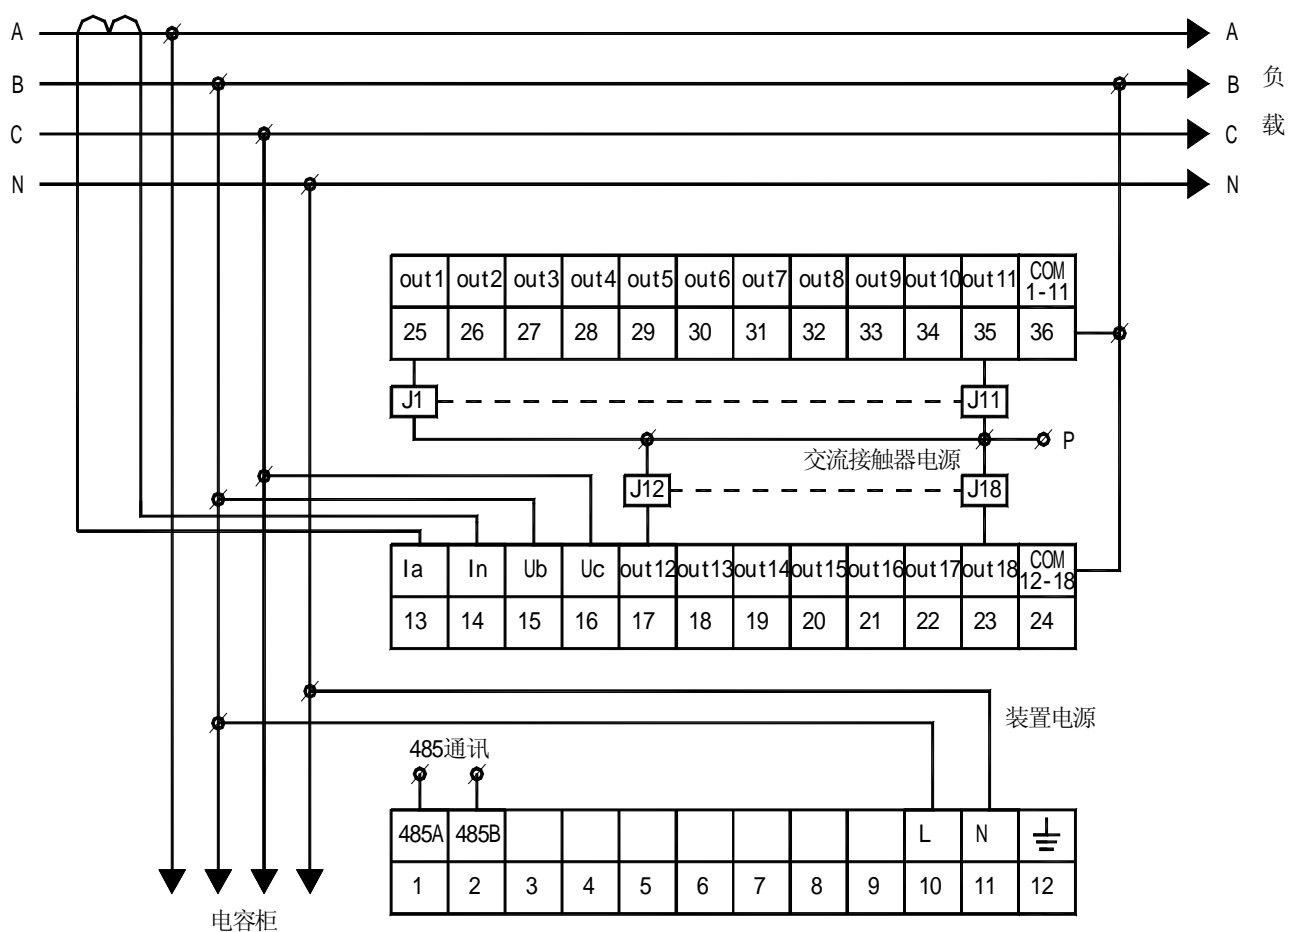 A A
B B 负
C C 载
N N
out1 out2 out3 out4 out5 out6 out7 out8 out9 out10 out11 COM 1-11
25 26 27 28 29 30 31 32 33 34 35 36
J1 J11
P
交流接触器电源
J12 J18
Ia In Ub Uc out12 out13 out14 out15 out16 out17 out18 COM 12-18
13 14 15 16 17 18 19 20 21 22 23 24
装置电源
485通讯
485A 485B L N
1 2 3 4 5 6 7 8 9 10 11 12
电容柜